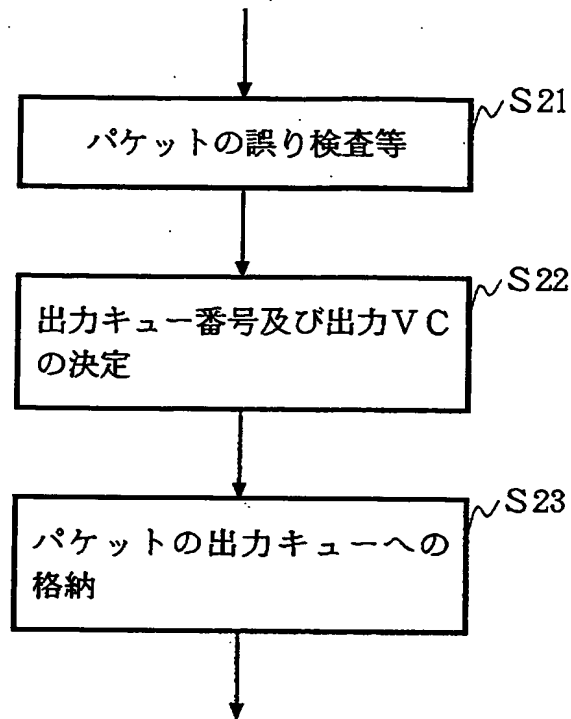 S21
パケットの誤り検査等
S22
出力キュー番号及び出力VC
の決定
S23
パケットの出力キューへの
格納